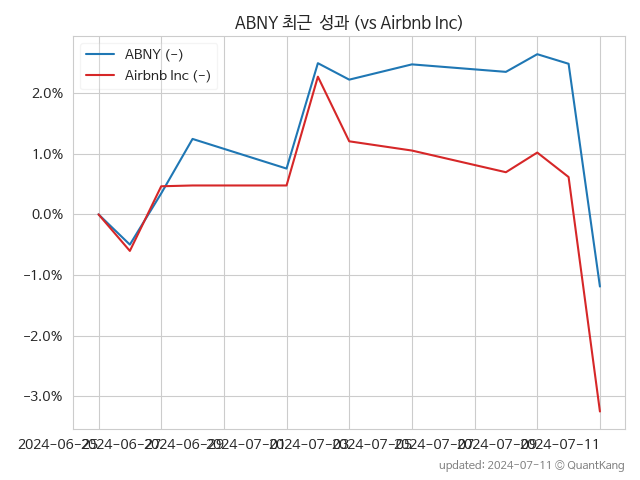 ABNY 최근 성과 (vs Airbnb Inc)
ABNY (-)
Airbnb Inc (-)
2.0%
1.0%
0.0%
−1.0%
−2.0%
−3.0%
2024-06-25 2024-06-27 2024-06-29 2024-07-01 2024-07-03 2024-07-05 2024-07-07 2024-07-09 2024-07-11
updated: 2024-07-11 © QuantKang